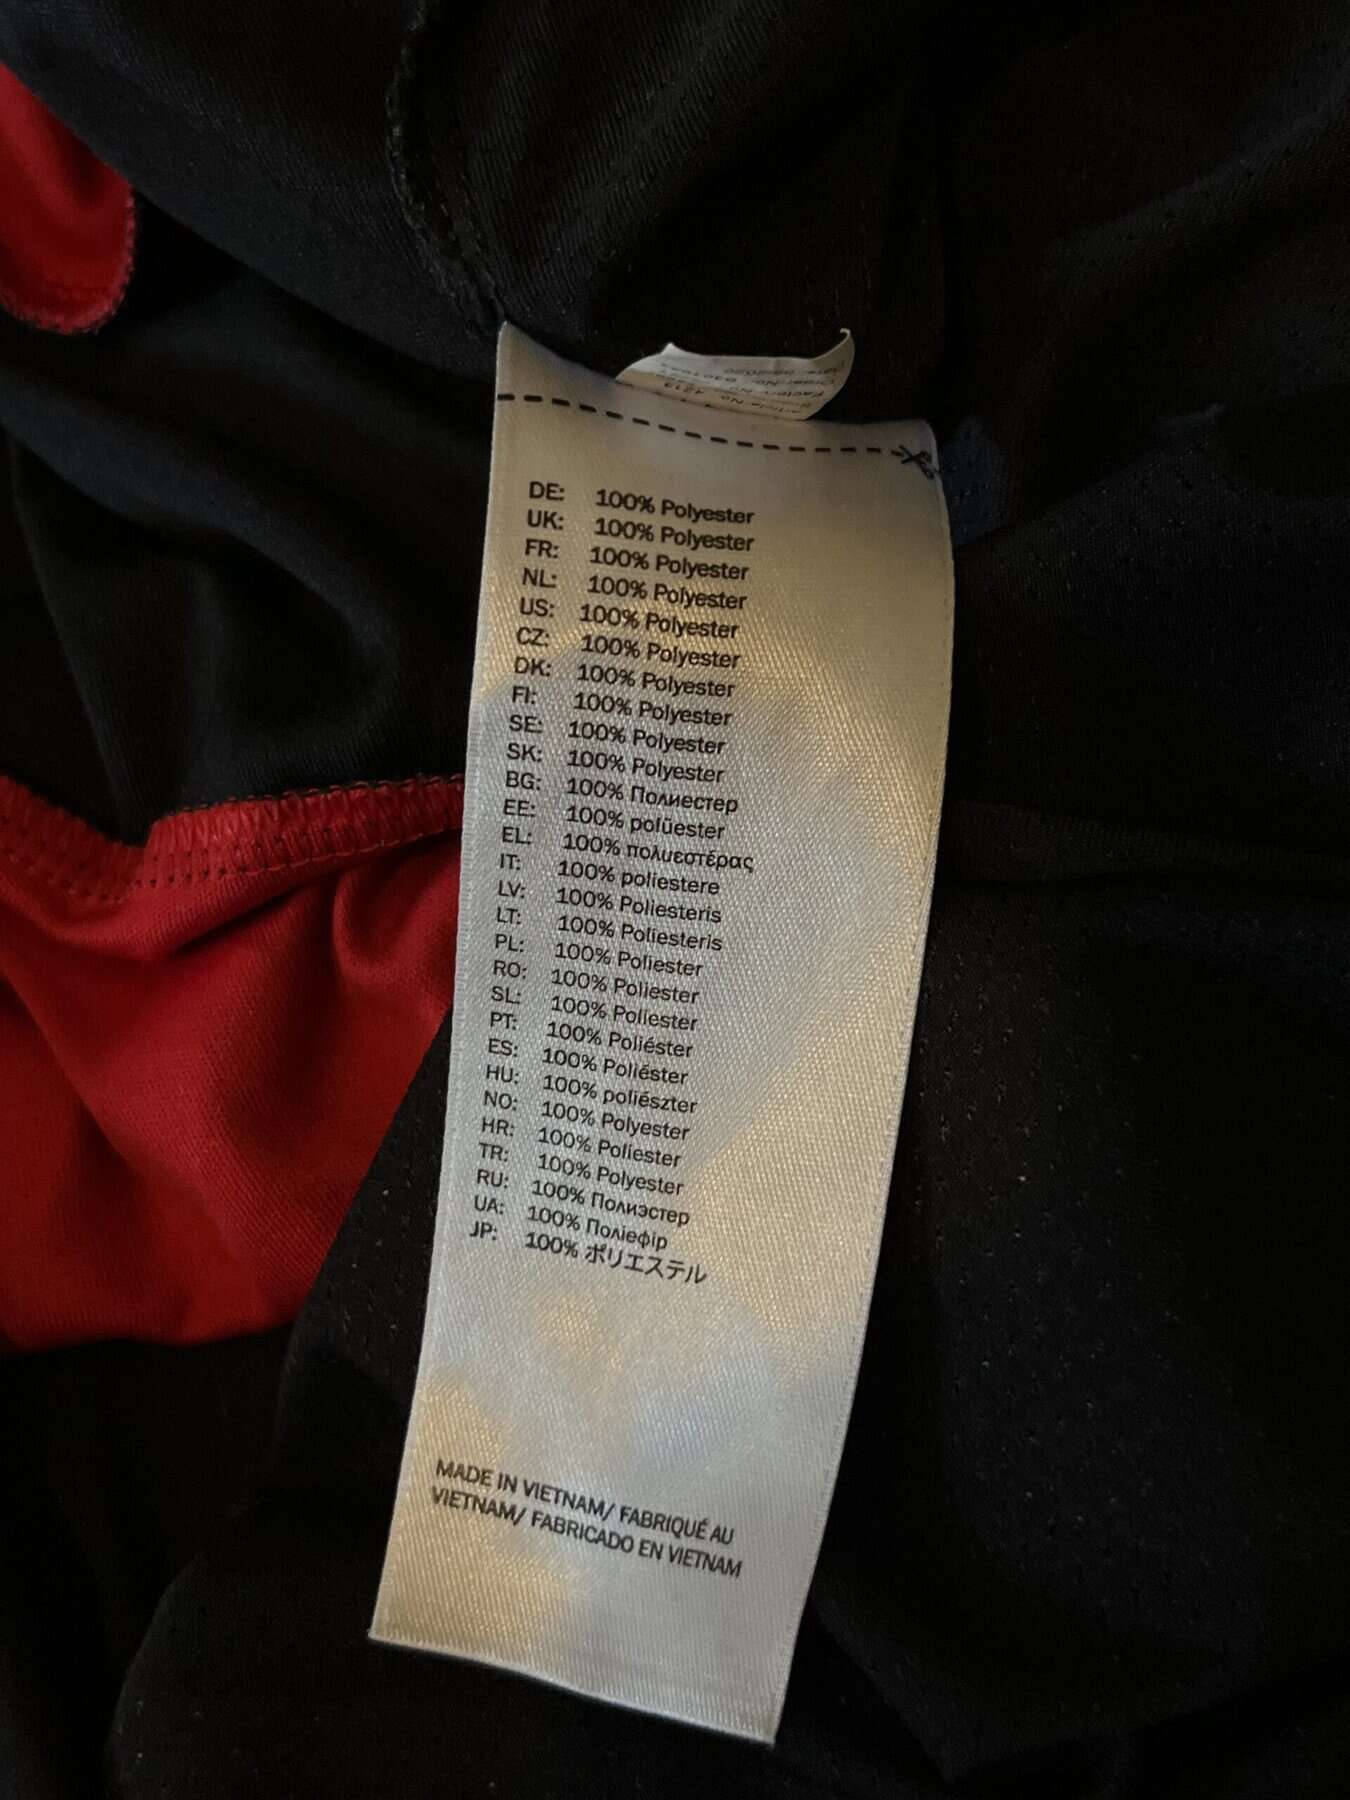 DE: 100% Polyester
UK: 100% Polyester
FR: 100% Polyester
NL: 100% Polyester
US: 100% Polyester
CZ: 100% Polyester
DK: 100% Polyester
FI: 100% Polyester
SE: 100% Polyester
SK: 100% Polyester
BG: 100% Полиестер
EE: 100% polüester
EL: 100% πολυεστέρας
IT: 100% poliestere
LV: 100% Poliesteris
LT: 100% Poliesteris
PL: 100% Poliester
RO: 100% Poliester
SL: 100% Poliester
PT: 100% Poliéster
ES: 100% Poliéster
HU: 100% poliészter
NO: 100% Polyester
HR: 100% Poliester
TR: 100% Polyester
RU: 100% Полиэстер
UA: 100% Поліефір
JP: 100% ポリエステル
MADE IN VIETNAM/ FABRIQUÉ AU
VIETNAM/ FABRICADO EN VIETNAM